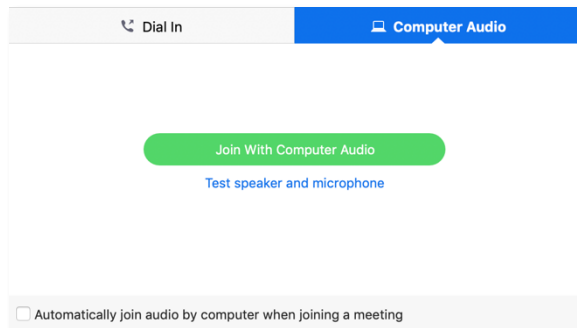 Dial In
Computer Audio
Join With Computer Audio
Test speaker and microphone
Automatically join audio by computer when joining a meeting